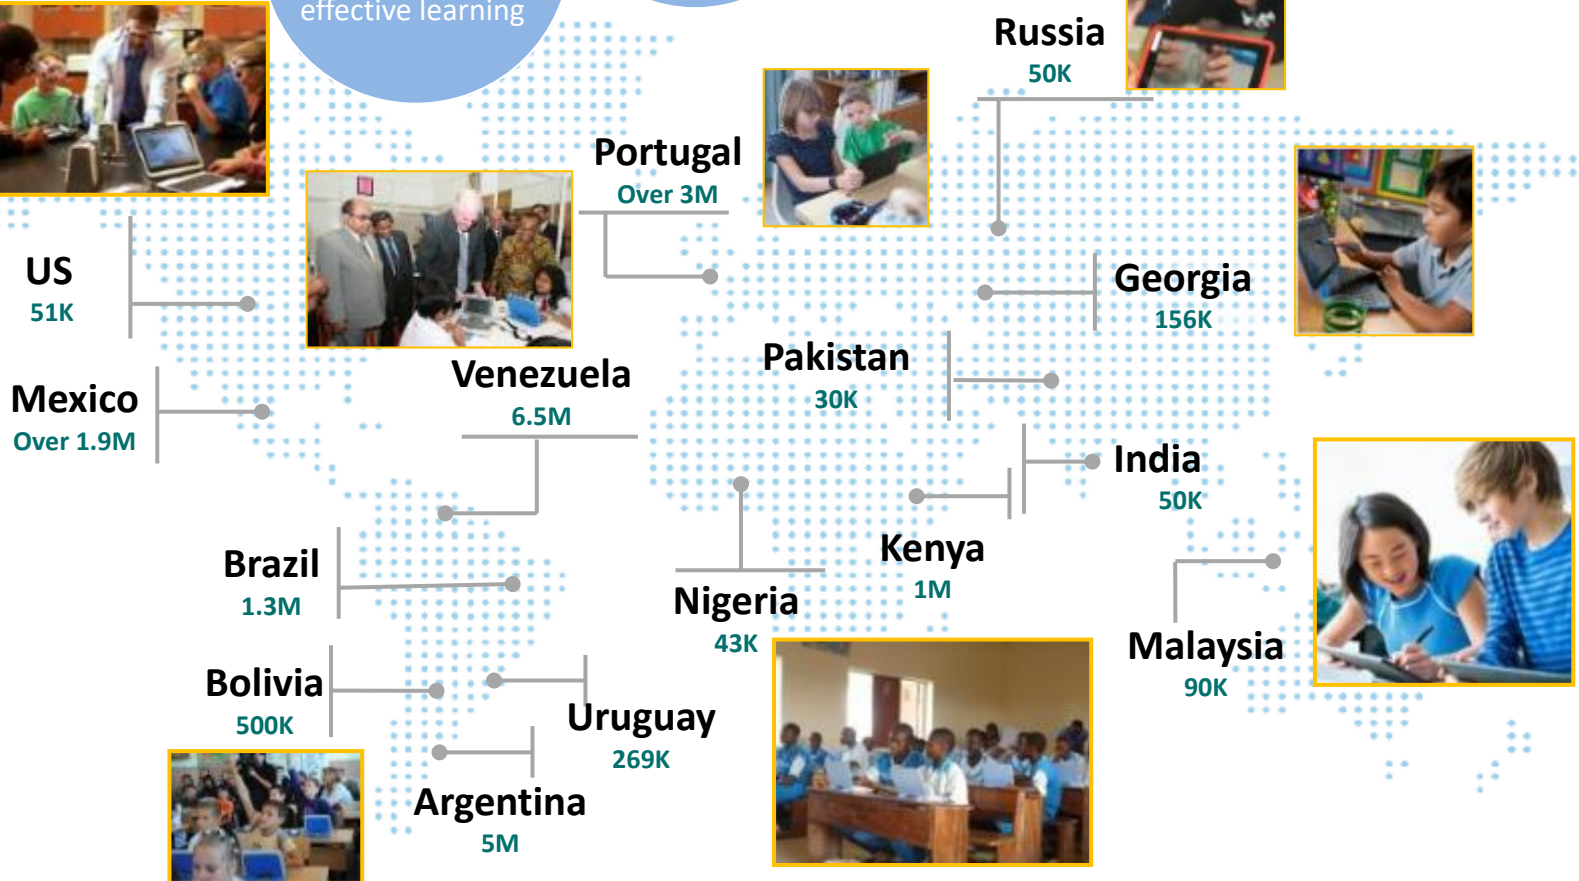 effective learning
Russia
50K
Portugal
Over 3M
US
51K
Georgia
156K
Pakistan
30K
Venezuela
6.5M
Mexico
Over 1.9M
India
50K
Kenya
1M
Brazil
1.3M
Nigeria
43K
Malaysia
90K
Bolivia
500K
Uruguay
269K
Argentina
5M